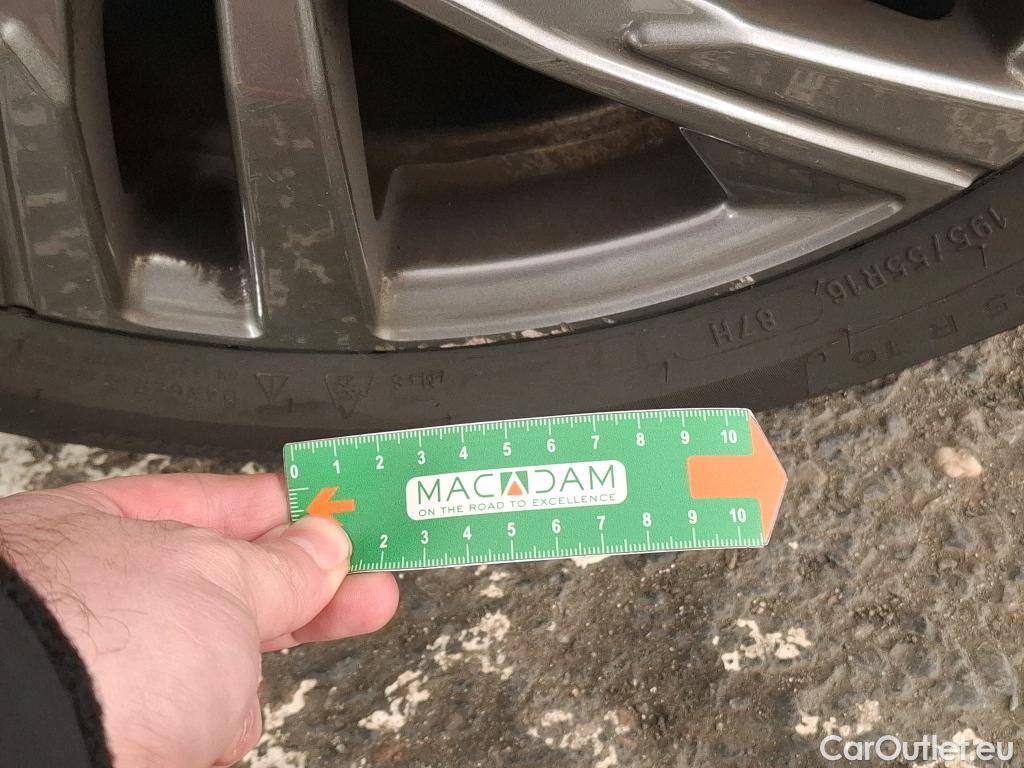 195/55R16
87H
0 1 2 3 4 5 6 7 8 9 10
MACADAM
ON THE ROAD TO EXCELLENCE
2 3 4 5 6 7 8 9 10
CarOutlet.eu